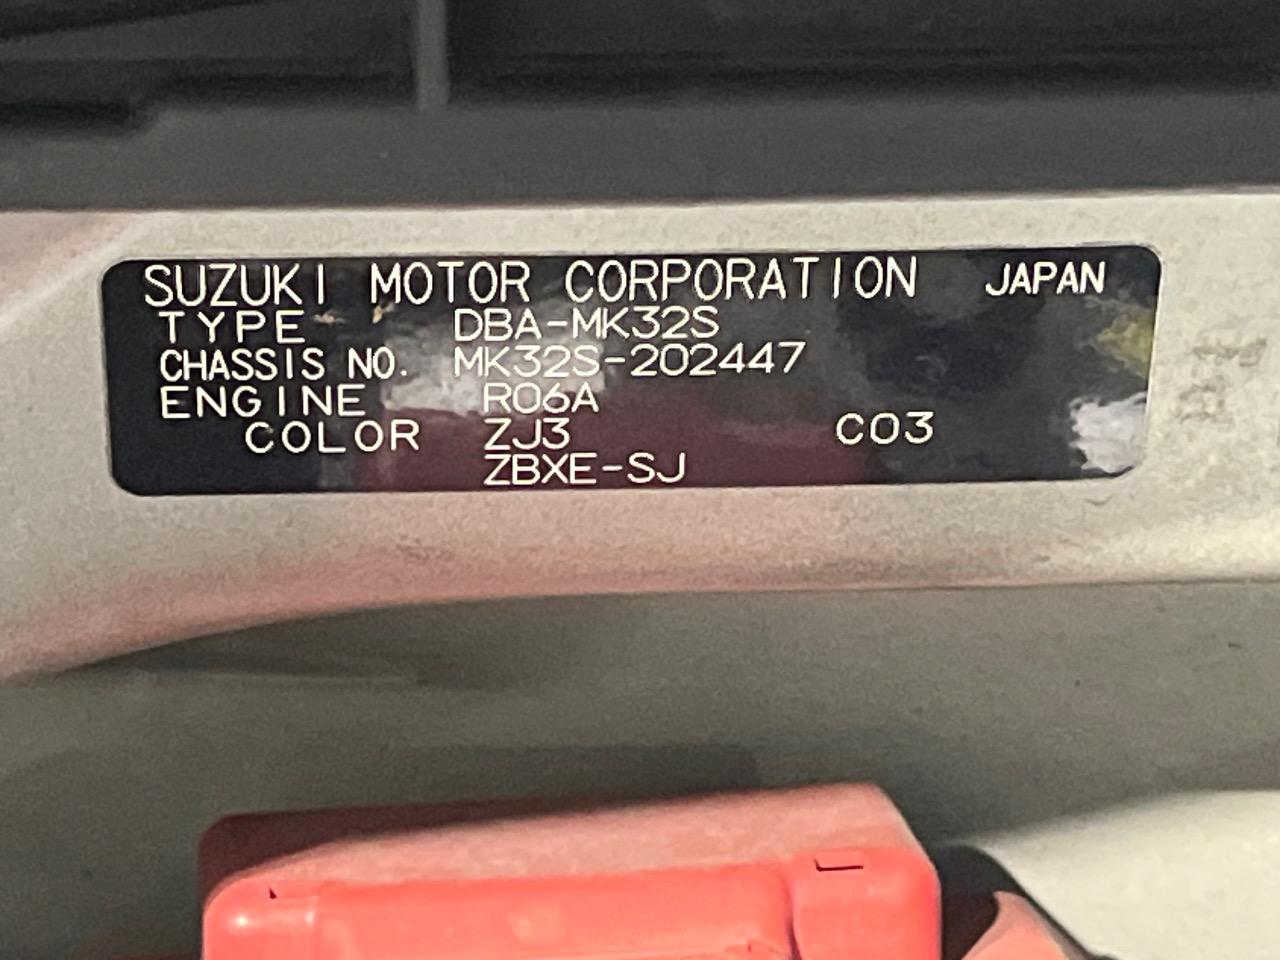 SUZUKI MOTOR CORPORATION JAPAN
TYPE DBA-MK32S
CHASSIS NO. MK32S-202447
ENGINE R06A
COLOR ZJ3 C03
ZBXE-SJ